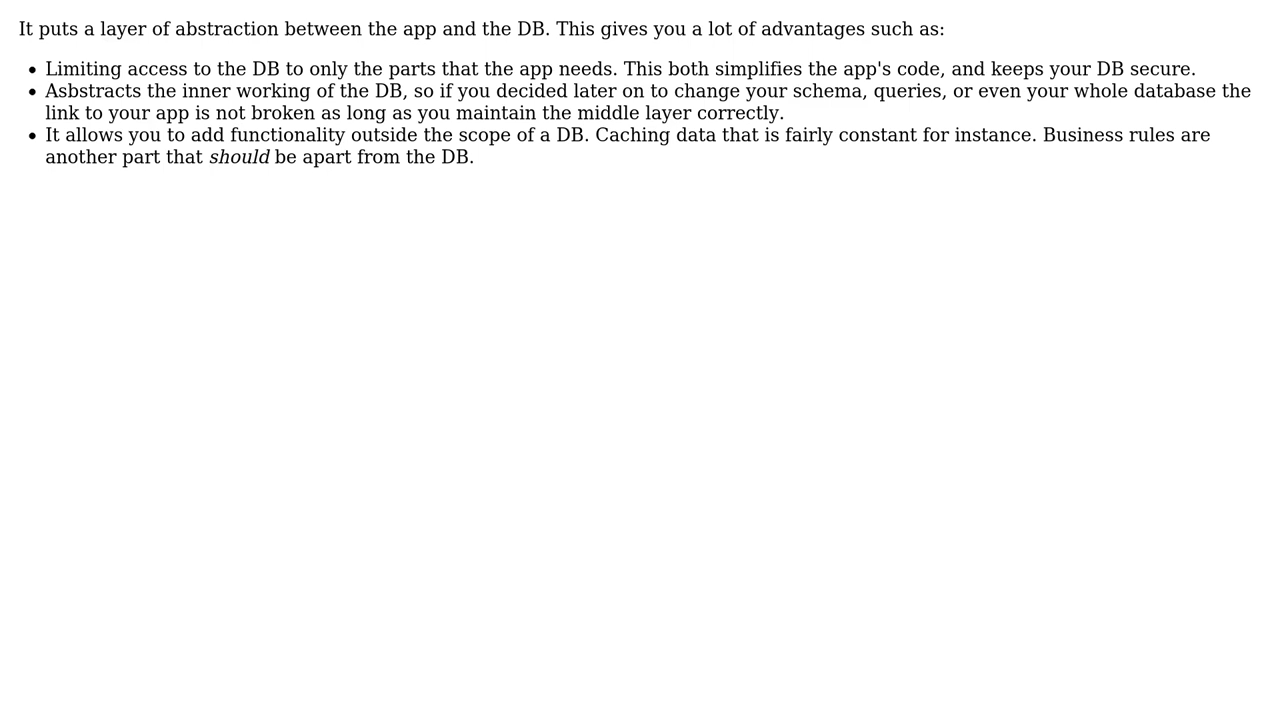 It puts a layer of abstraction between the app and the DB. This gives you a lot of advantages such as:
• Limiting access to the DB to only the parts that the app needs. This both simplifies the app's code, and keeps your DB secure.
• Asbstracts the inner working of the DB, so if you decided later on to change your schema, queries, or even your whole database the
link to your app is not broken as long as you maintain the middle layer correctly.
• It allows you to add functionality outside the scope of a DB. Caching data that is fairly constant for instance. Business rules are
another part that should be apart from the DB.